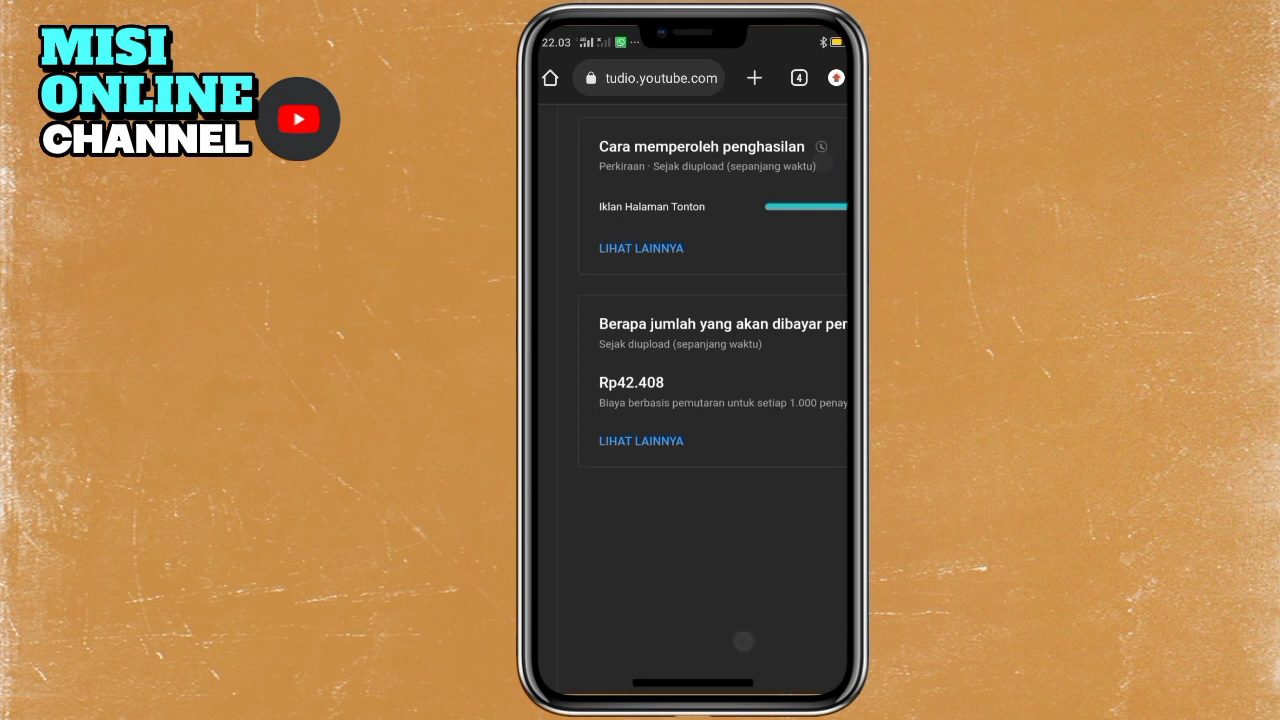 MISI
ONLINE
CHANNEL
22.03
tudio.youtube.com
4
Cara memperoleh penghasilan
Perkiraan · Sejak diupload (sepanjang waktu)
Iklan Halaman Tonton
LIHAT LAINNYA
Berapa jumlah yang akan dibayar per
Sejak diupload (sepanjang waktu)
Rp42.408
Biaya berbasis pemutaran untuk setiap 1.000 penay
LIHAT LAINNYA